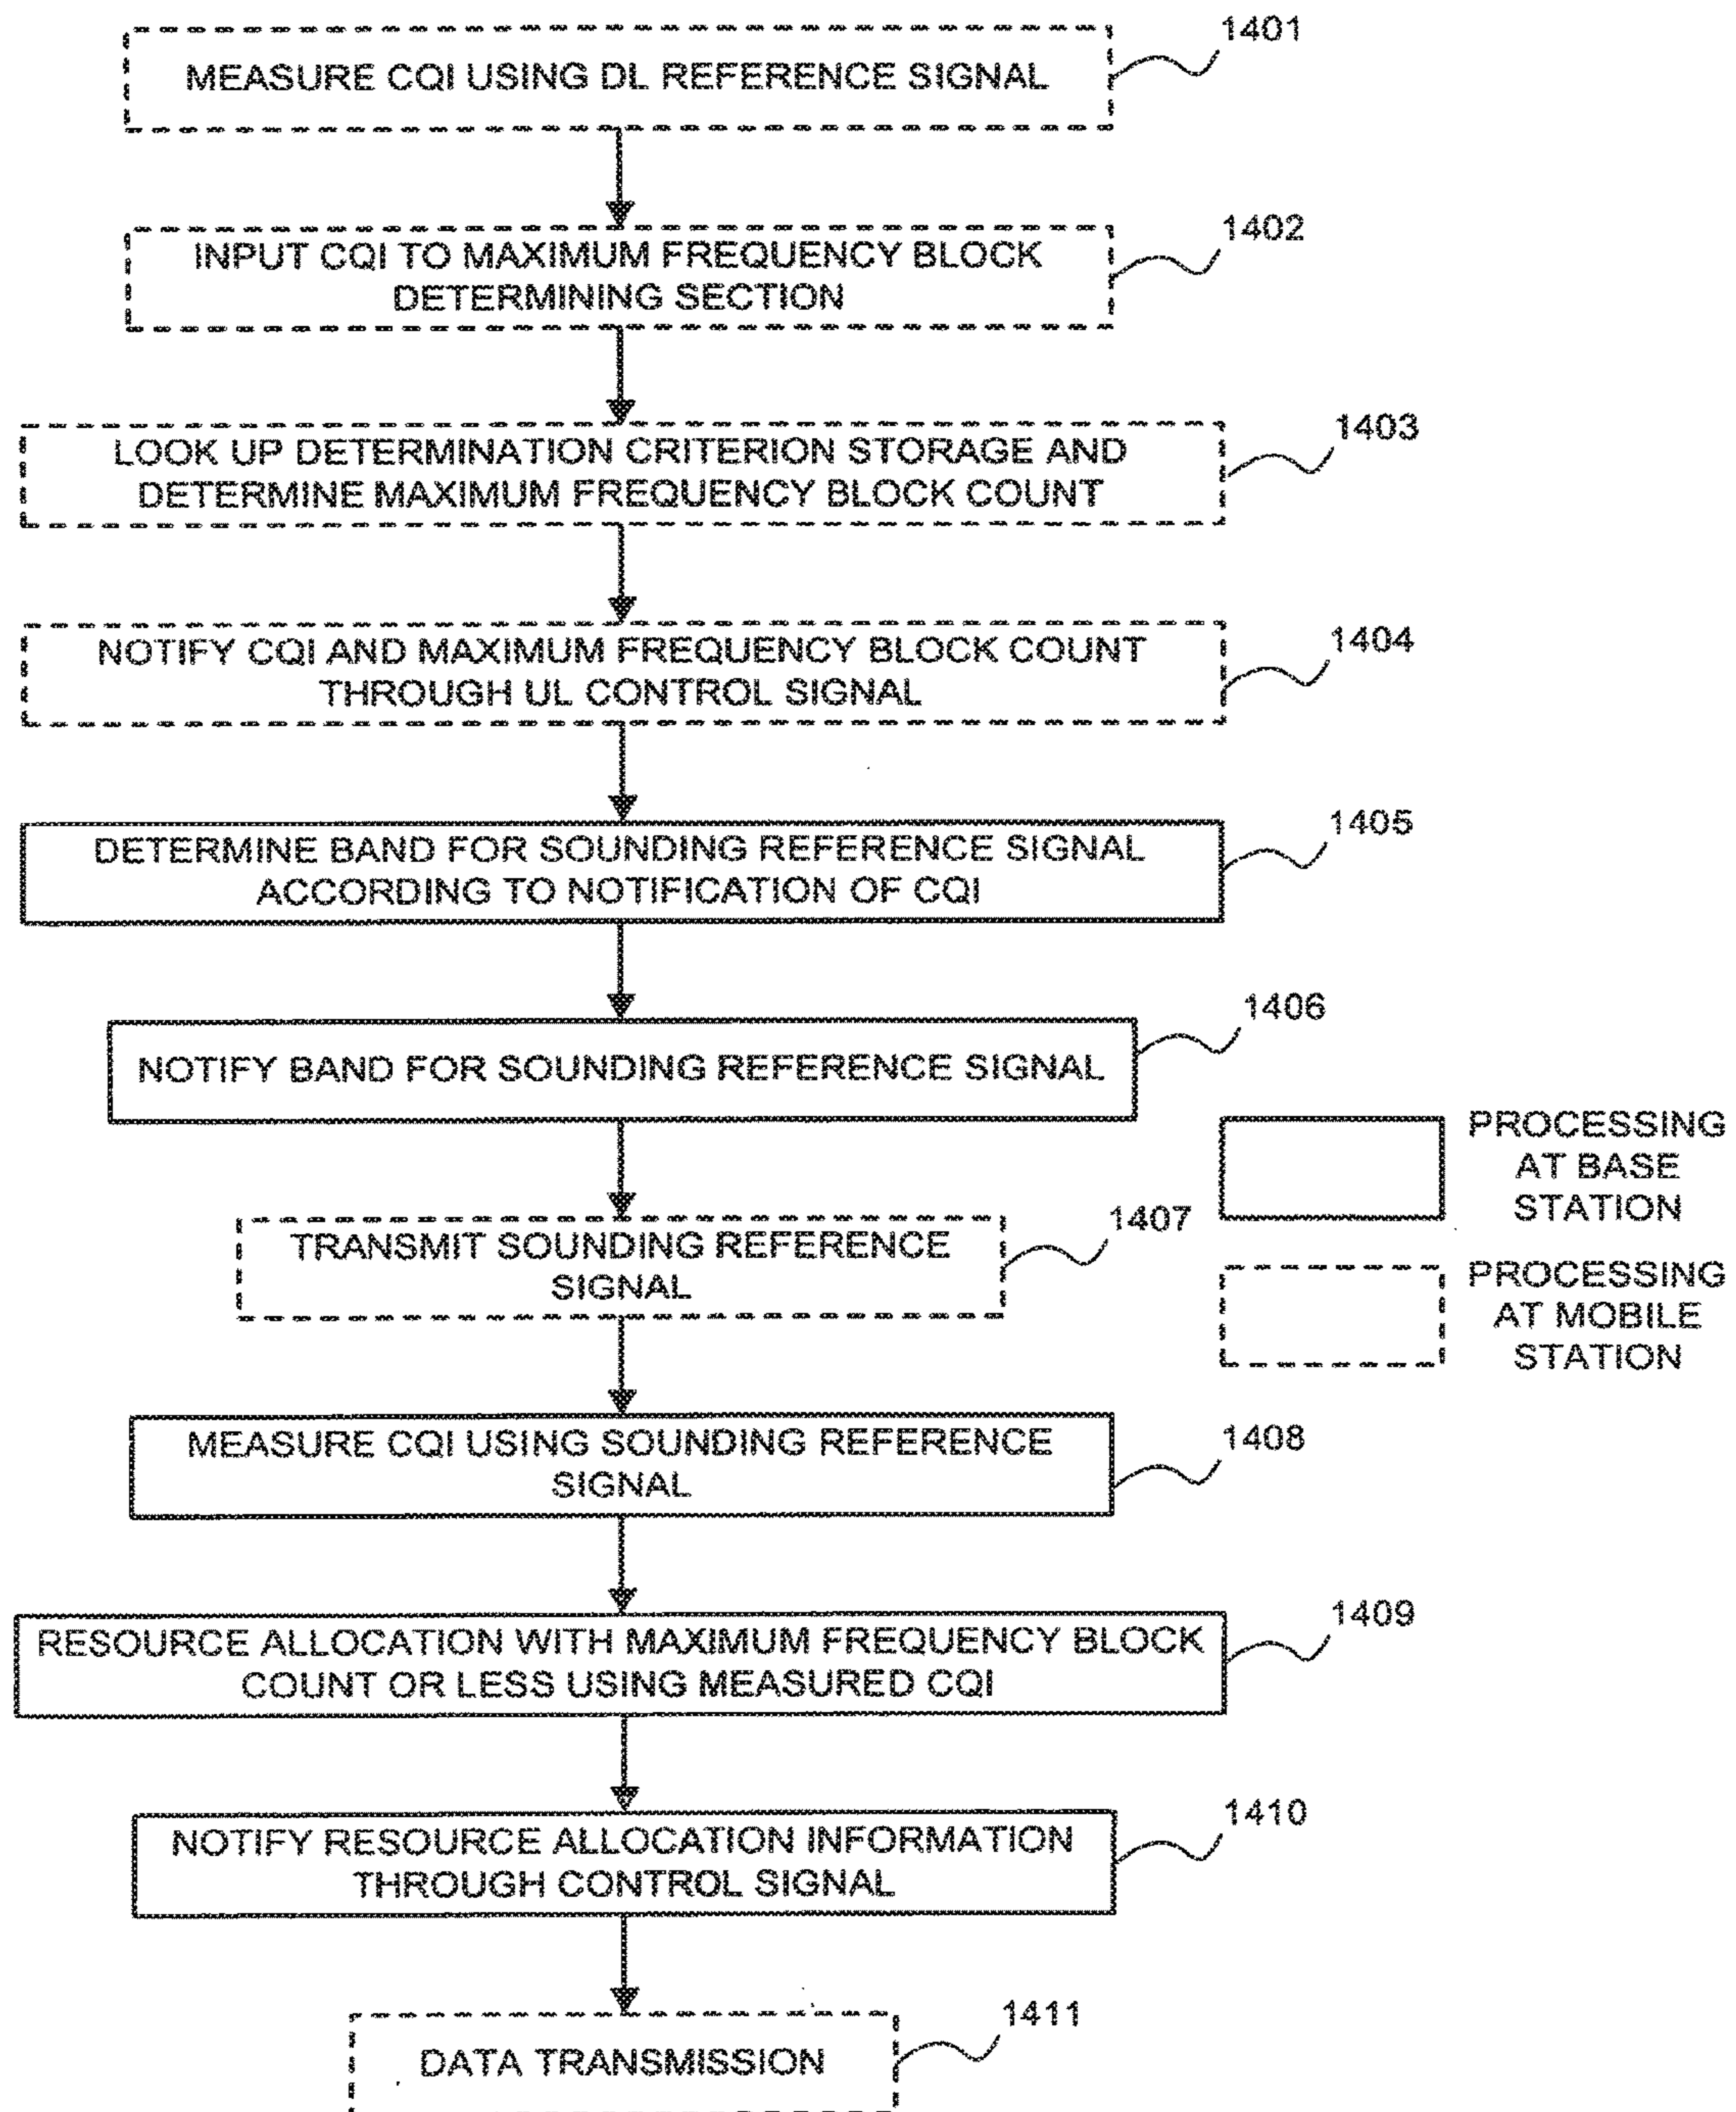 1401
MEASURE CQI USING DL REFERENCE SIGNAL
1402
INPUT CQI TO MAXIMUM FREQUENCY BLOCK
DETERMINING SECTION
1403
LOOK UP DETERMINATION CRITERION STORAGE AND
DETERMINE MAXIMUM FREQUENCY BLOCK COUNT
1404
NOTIFY CQI AND MAXIMUM FREQUENCY BLOCK COUNT
THROUGH UL CONTROL SIGNAL
1405
DETERMINE BAND FOR SOUNDING REFERENCE SIGNAL
ACCORDING TO NOTIFICATION OF CQI
1406
NOTIFY BAND FOR SOUNDING REFERENCE SIGNAL
PROCESSING
AT BASE
STATION
1407
TRANSMIT SOUNDING REFERENCE
SIGNAL
PROCESSING
AT MOBILE
STATION
1408
MEASURE CQI USING SOUNDING REFERENCE
SIGNAL
1409
RESOURCE ALLOCATION WITH MAXIMUM FREQUENCY BLOCK
COUNT OR LESS USING MEASURED CQI
1410
NOTIFY RESOURCE ALLOCATION INFORMATION
THROUGH CONTROL SIGNAL
1411
DATA TRANSMISSION